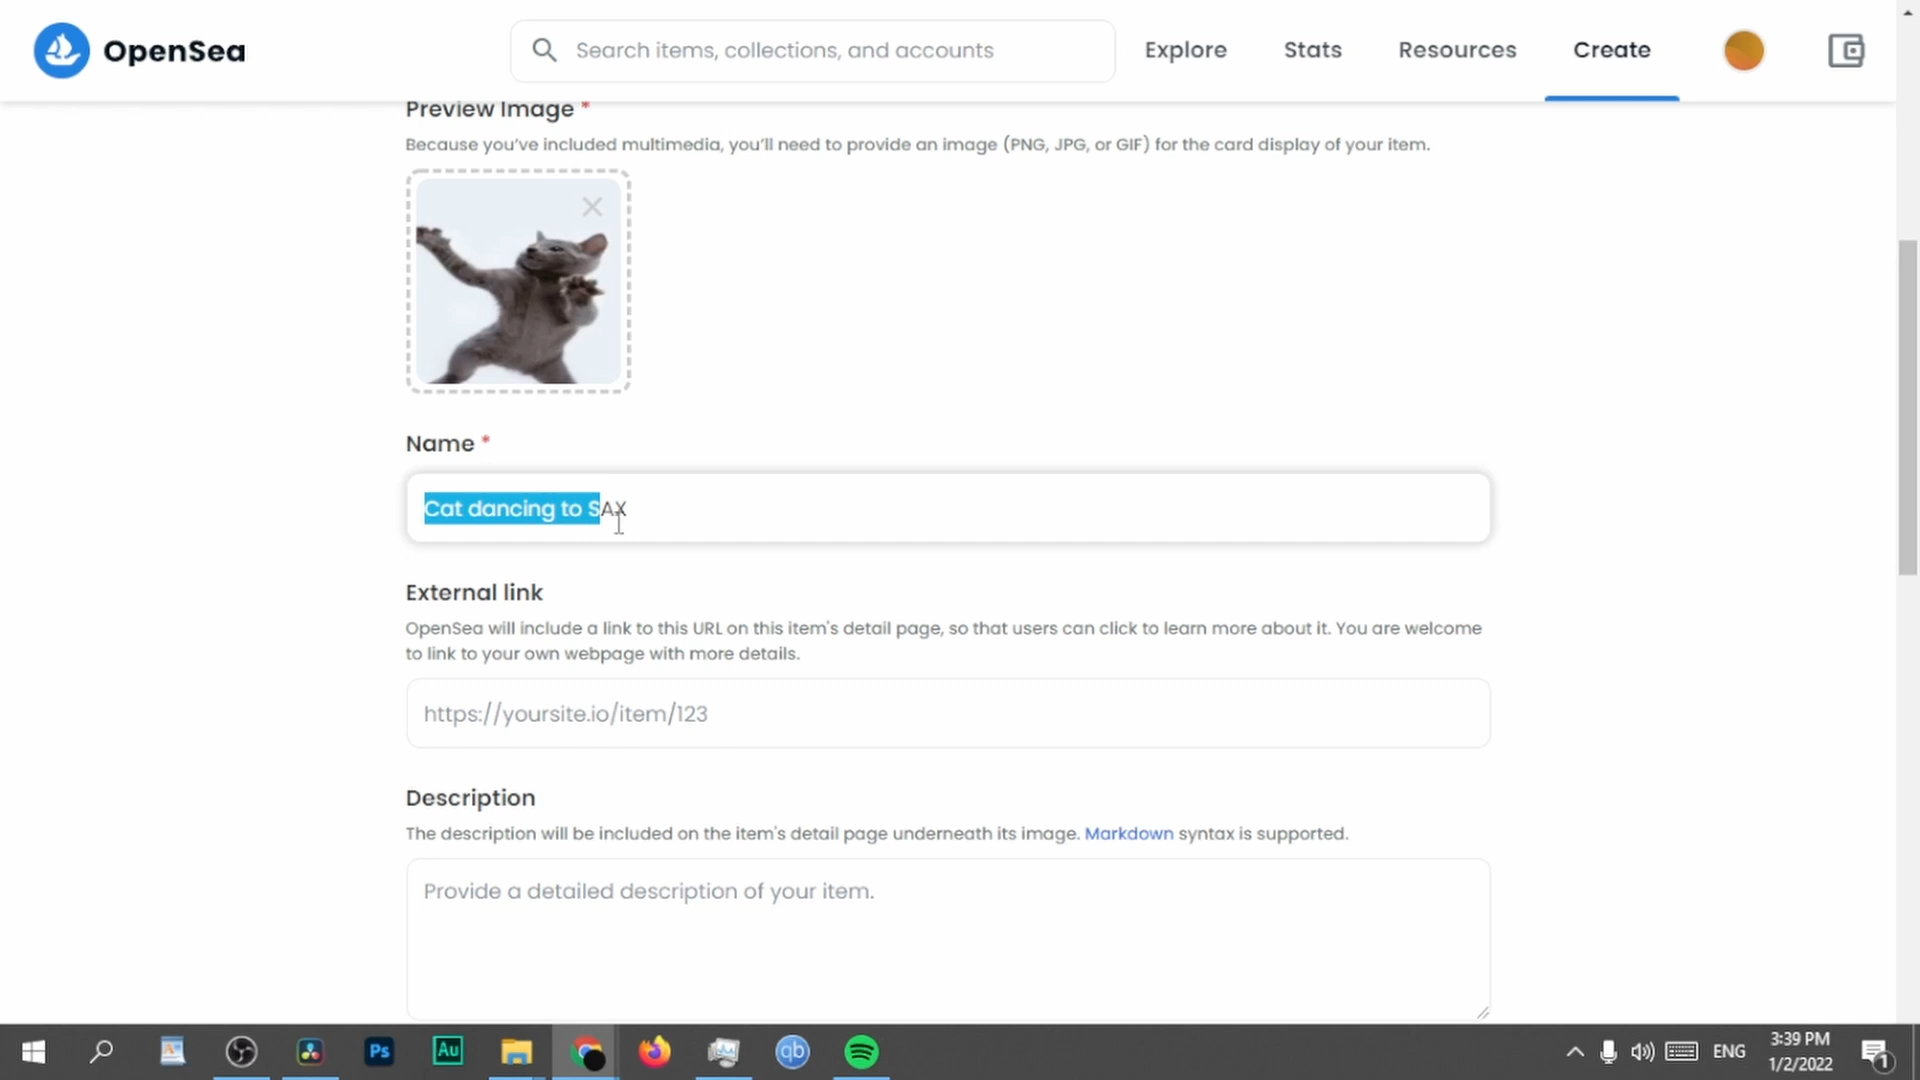 OpenSea
Search items, collections, and accounts
Explore
Stats
Resources
Create
Preview Image *
Because you've included multimedia, you'll need to provide an image (PNG, JPG, or GIF) for the card display of your item.
Name *
Cat dancing to SAX
External link
OpenSea will include a link to this URL on this item's detail page, so that users can click to learn more about it. You are welcome
to link to your own webpage with more details.
https://yoursite.io/item/123
Description
The description will be included on the item's detail page underneath its image. Markdown syntax is supported.
Provide a detailed description of your item.
Ps
Au
qb
ENG
3:39 PM
1/2/2022
1